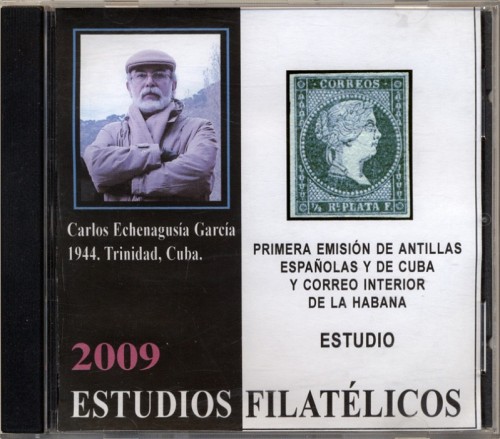 CORREOS
½ Rˡ PLATA F.
Carlos Echenagusía García
1944. Trinidad, Cuba.
PRIMERA EMISIÓN DE ANTILLAS
ESPAÑOLAS Y DE CUBA
Y CORREO INTERIOR
DE LA HABANA
ESTUDIO
2009
ESTUDIOS FILATÉLICOS